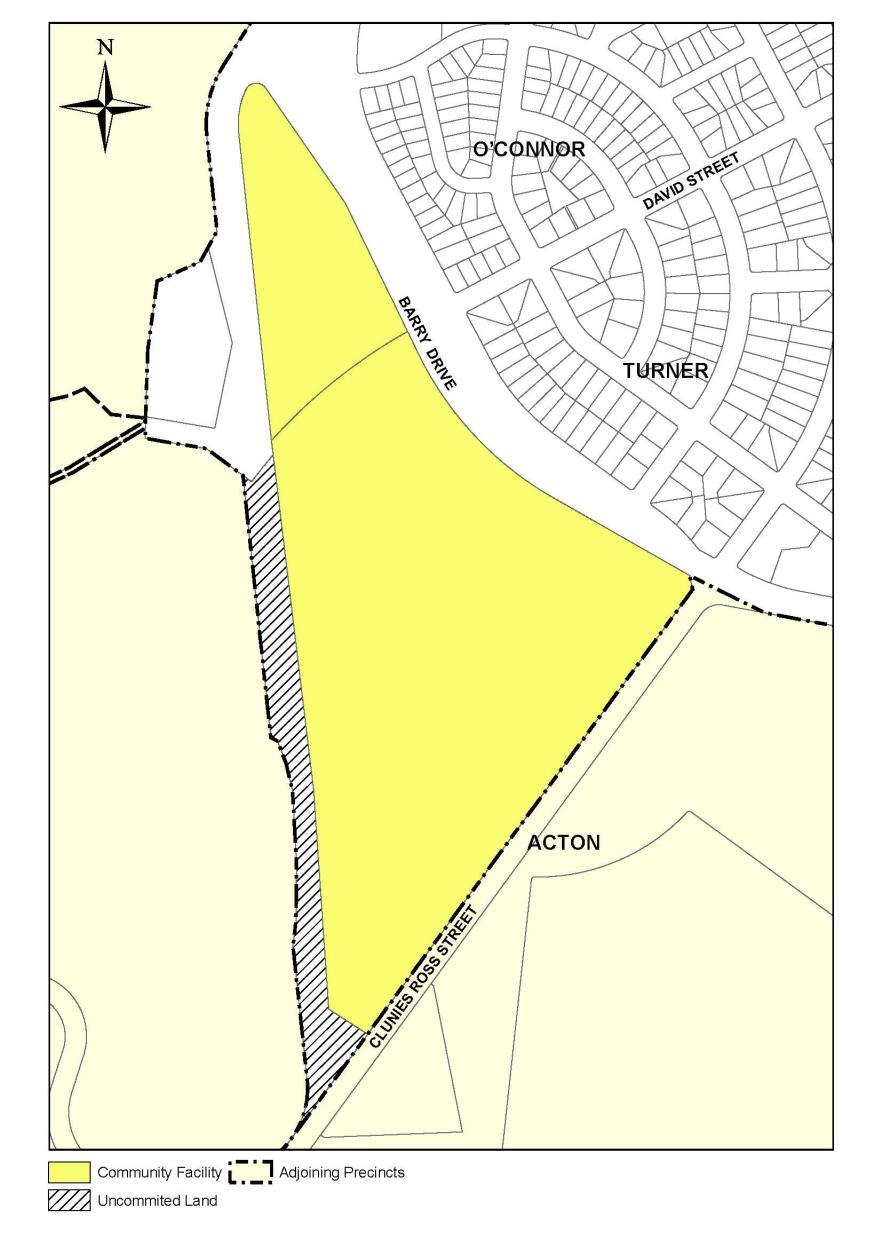 N
O'CONNOR
DAVID STREET
BARRY DRIVE
TURNER
ACTON
CLUNIES ROSS STREET
Community Facility
Adjoining Precincts
Uncommited Land